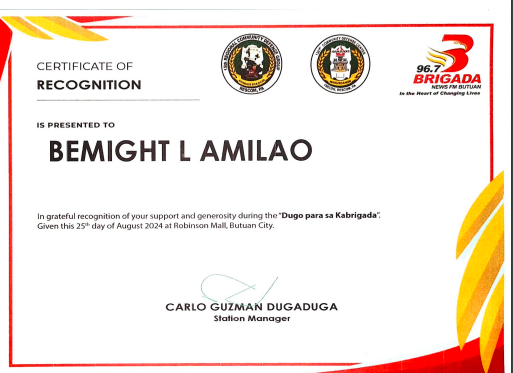 CERTIFICATE OF
RECOGNITION
96.7
BRIGADA
NEWS FM BUTUAN
In the Heart of Changing Lives
IS PRESENTED TO
BEMIGHT L AMILAO
In grateful recognition of your support and generosity during the "Dugo para sa Kabrigada".
Given this 25th day of August 2024 at Robinson Mall, Butuan City.
CARLO GUZMAN DUGADUGA
Station Manager